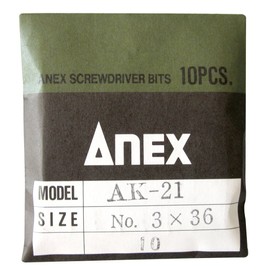 ANEX SCREWDRIVER BITS 10PCS.
ANEX
MODEL AK-21
SIZE No. 3 × 36
10